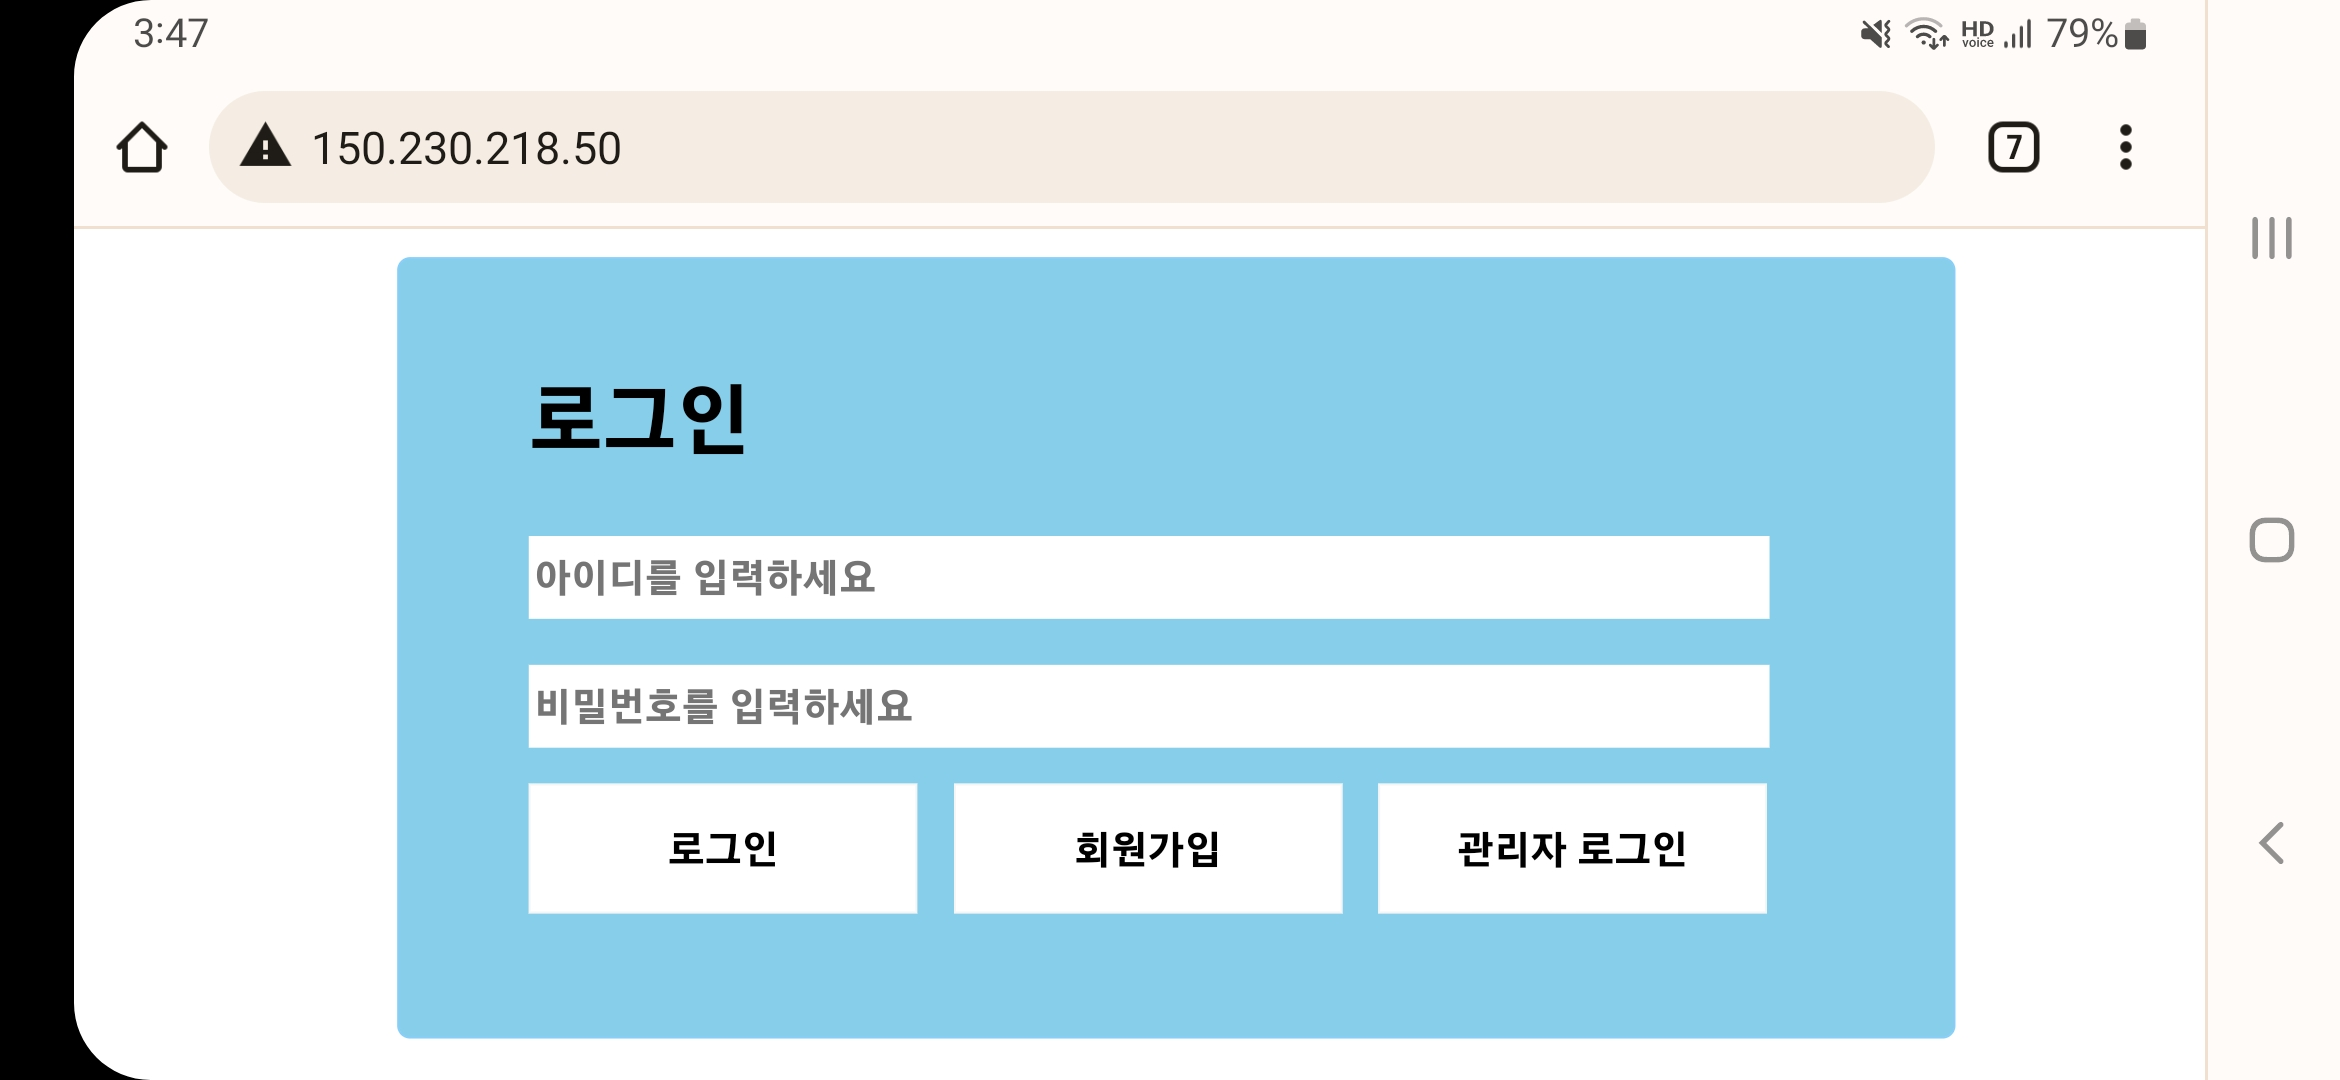 3:47
HD voice 79%
150.230.218.50
7
로그인
아이디를 입력하세요
비밀번호를 입력하세요
로그인 회원가입 관리자 로그인